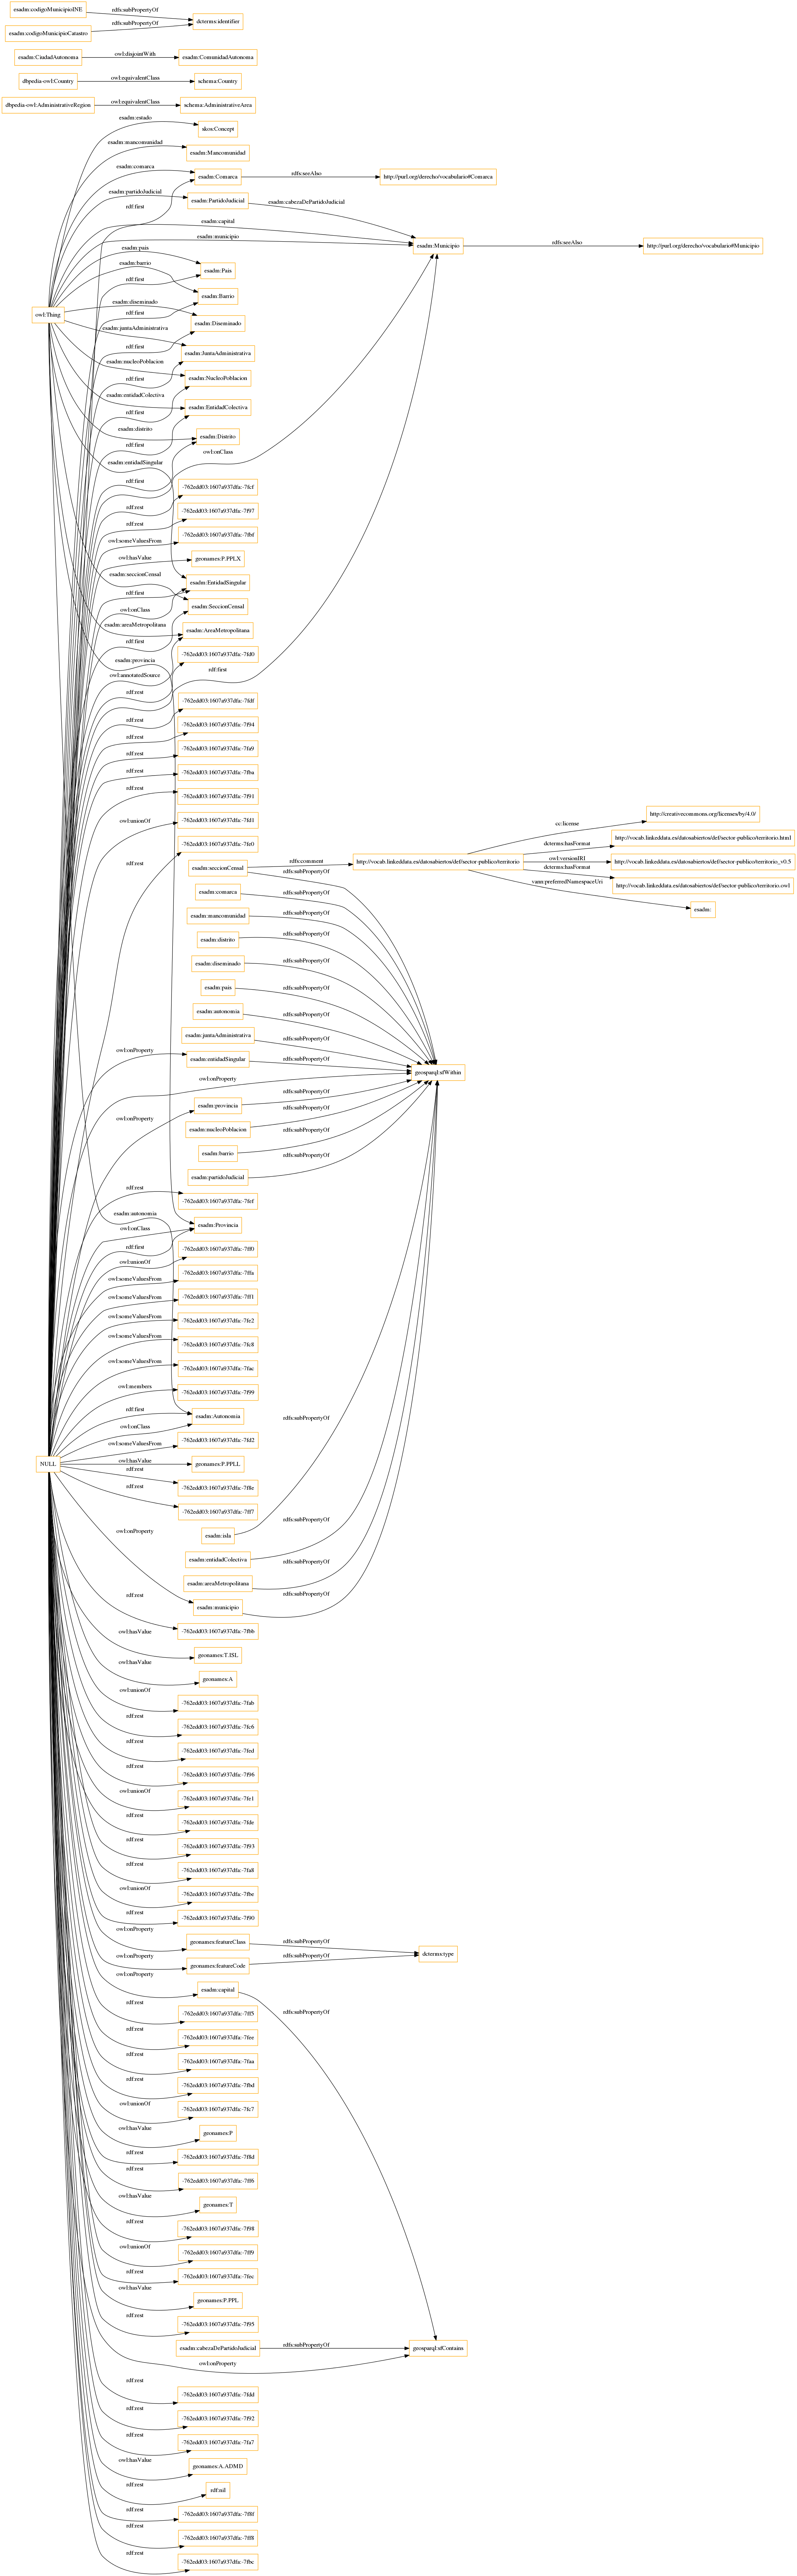 esadm:codigoMunicipioINE
rdfs:subPropertyOf
dcterms:identifier
rdfs:subPropertyOf
esadm:codigoMunicipioCatastro
esadm:CiudadAutonoma
owl:disjointWith
esadm:ComunidadAutonoma
dbpedia-owl:Country
owl:equivalentClass
schema:Country
dbpedia-owl:AdministrativeRegion
owl:equivalentClass
schema:AdministrativeArea
esadm:estado
skos:Concept
esadm:mancomunidad
esadm:Mancomunidad
esadm:comarca
esadm:Comarca
rdfs:seeAlso
http://purl.org/derecho/vocabulario#Comarca
esadm:partidoJudicial
esadm:PartidoJudicial
esadm:cabezaDePartidoJudicial
rdf:first
esadm:capital
esadm:municipio
esadm:Municipio
rdfs:seeAlso
http://purl.org/derecho/vocabulario#Municipio
esadm:pais
esadm:barrio
esadm:Pais
rdf:first
esadm:Barrio
esadm:diseminado
owl:Thing
rdf:first
esadm:Diseminado
esadm:juntaAdministrativa
rdf:first
esadm:JuntaAdministrativa
esadm:nucleoPoblacion
rdf:first
esadm:NucleoPoblacion
esadm:entidadColectiva
rdf:first
esadm:EntidadColectiva
esadm:distrito
esadm:Distrito
rdf:first
owl:onClass
esadm:entidadSingular
rdf:first
-762edd03:1607a937dfa:-7fcf
rdf:rest
-762edd03:1607a937dfa:-7f97
rdf:rest
owl:someValuesFrom
-762edd03:1607a937dfa:-7fbf
owl:hasValue
geonames:P.PPLX
esadm:seccionCensal
esadm:EntidadSingular
rdf:first
owl:onClass
esadm:SeccionCensal
esadm:areaMetropolitana
esadm:AreaMetropolitana
rdf:first
esadm:provincia
-762edd03:1607a937dfa:-7fd0
owl:annotatedSource
rdf:first
rdf:rest
-762edd03:1607a937dfa:-7fdf
rdf:rest
-762edd03:1607a937dfa:-7f94
rdf:rest
-762edd03:1607a937dfa:-7fa9
rdf:rest
-762edd03:1607a937dfa:-7fba
rdf:rest
-762edd03:1607a937dfa:-7f91
owl:unionOf
-762edd03:1607a937dfa:-7fd1
-762edd03:1607a937dfa:-7fe0
rdf:rest
http://creativecommons.org/licenses/by/4.0/
cc:license
http://vocab.linkeddata.es/datosabiertos/def/sector-publico/territorio.html
dcterms:hasFormat
esadm:seccionCensal
rdfs:comment
http://vocab.linkeddata.es/datosabiertos/def/sector-publico/territorio
owl:versionIRI
http://vocab.linkeddata.es/datosabiertos/def/sector-publico/territorio_v0.5
rdfs:subPropertyOf
dcterms:hasFormat
http://vocab.linkeddata.es/datosabiertos/def/sector-publico/territorio.owl
vann:preferredNamespaceUri
esadm:
esadm:comarca
rdfs:subPropertyOf
esadm:mancomunidad
rdfs:subPropertyOf
esadm:distrito
rdfs:subPropertyOf
esadm:diseminado
rdfs:subPropertyOf
esadm:pais
rdfs:subPropertyOf
esadm:autonomia
rdfs:subPropertyOf
esadm:juntaAdministrativa
rdfs:subPropertyOf
owl:onProperty
esadm:entidadSingular
rdfs:subPropertyOf
geosparql:sfWithin
owl:onProperty
rdfs:subPropertyOf
esadm:provincia
owl:onProperty
rdfs:subPropertyOf
esadm:nucleoPoblacion
rdfs:subPropertyOf
esadm:barrio
rdfs:subPropertyOf
esadm:partidoJudicial
rdf:rest
-762edd03:1607a937dfa:-7fef
esadm:autonomia
esadm:Provincia
owl:onClass
rdf:first
-762edd03:1607a937dfa:-7ff0
owl:unionOf
-762edd03:1607a937dfa:-7ffa
owl:someValuesFrom
-762edd03:1607a937dfa:-7ff1
owl:someValuesFrom
-762edd03:1607a937dfa:-7fe2
owl:someValuesFrom
-762edd03:1607a937dfa:-7fc8
owl:someValuesFrom
-762edd03:1607a937dfa:-7fac
owl:someValuesFrom
-762edd03:1607a937dfa:-7f99
owl:members
rdf:first
esadm:Autonomia
owl:onClass
rdfs:subPropertyOf
-762edd03:1607a937dfa:-7fd2
owl:someValuesFrom
NULL
owl:hasValue
geonames:P.PPLL
rdf:rest
-762edd03:1607a937dfa:-7f8e
rdf:rest
-762edd03:1607a937dfa:-7ff7
rdfs:subPropertyOf
owl:onProperty
esadm:isla
esadm:entidadColectiva
rdfs:subPropertyOf
esadm:areaMetropolitana
rdfs:subPropertyOf
esadm:municipio
rdf:rest
-762edd03:1607a937dfa:-7fbb
owl:hasValue
geonames:T.ISL
owl:hasValue
geonames:A
owl:unionOf
-762edd03:1607a937dfa:-7fab
rdf:rest
-762edd03:1607a937dfa:-7fc6
rdf:rest
-762edd03:1607a937dfa:-7fed
rdf:rest
-762edd03:1607a937dfa:-7f96
owl:unionOf
-762edd03:1607a937dfa:-7fe1
rdf:rest
-762edd03:1607a937dfa:-7fde
rdf:rest
-762edd03:1607a937dfa:-7f93
rdf:rest
-762edd03:1607a937dfa:-7fa8
owl:unionOf
-762edd03:1607a937dfa:-7fbe
rdf:rest
-762edd03:1607a937dfa:-7f90
owl:onProperty
geonames:featureClass
rdfs:subPropertyOf
dcterms:type
owl:onProperty
geonames:featureCode
rdfs:subPropertyOf
owl:onProperty
esadm:capital
rdfs:subPropertyOf
rdf:rest
-762edd03:1607a937dfa:-7ff5
rdf:rest
-762edd03:1607a937dfa:-7fee
rdf:rest
-762edd03:1607a937dfa:-7faa
rdf:rest
-762edd03:1607a937dfa:-7fbd
owl:unionOf
-762edd03:1607a937dfa:-7fc7
owl:hasValue
geonames:P
rdf:rest
-762edd03:1607a937dfa:-7f8d
rdf:rest
-762edd03:1607a937dfa:-7ff6
owl:hasValue
geonames:T
rdf:rest
-762edd03:1607a937dfa:-7f98
owl:unionOf
-762edd03:1607a937dfa:-7ff9
rdf:rest
-762edd03:1607a937dfa:-7fec
owl:hasValue
geonames:P.PPL
rdf:rest
-762edd03:1607a937dfa:-7f95
esadm:cabezaDePartidoJudicial
rdfs:subPropertyOf
geosparql:sfContains
owl:onProperty
rdf:rest
-762edd03:1607a937dfa:-7fdd
rdf:rest
-762edd03:1607a937dfa:-7f92
rdf:rest
-762edd03:1607a937dfa:-7fa7
owl:hasValue
geonames:A.ADMD
rdf:rest
rdf:nil
rdf:rest
-762edd03:1607a937dfa:-7f8f
rdf:rest
-762edd03:1607a937dfa:-7ff8
rdf:rest
-762edd03:1607a937dfa:-7fbc